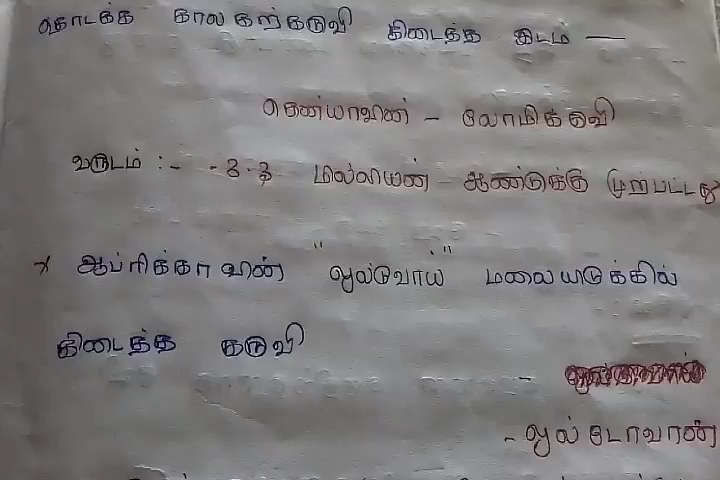 தொடக்க கால கற்கருவி கிடைத்த இடம் —
கென்யாவின் - லோமிக்குவி
வருடம் :- - 3.3 மில்லியன் ஆண்டுக்கு முற்பட்டது
x ஆப்ரிக்கா வின் "ஓல்டுவாய்" மலையடுக்கில்
கிடைத்த கருவி
- ஓல் டோவான்